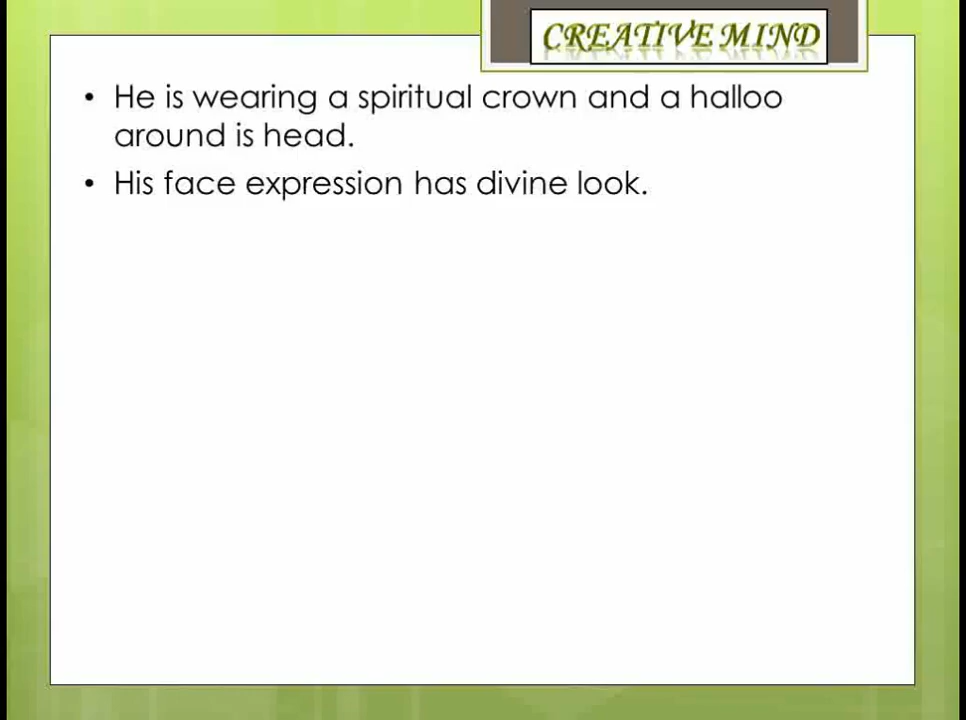 CREATIVE MIND
• He is wearing a spiritual crown and a halloo
around is head.
• His face expression has divine look.